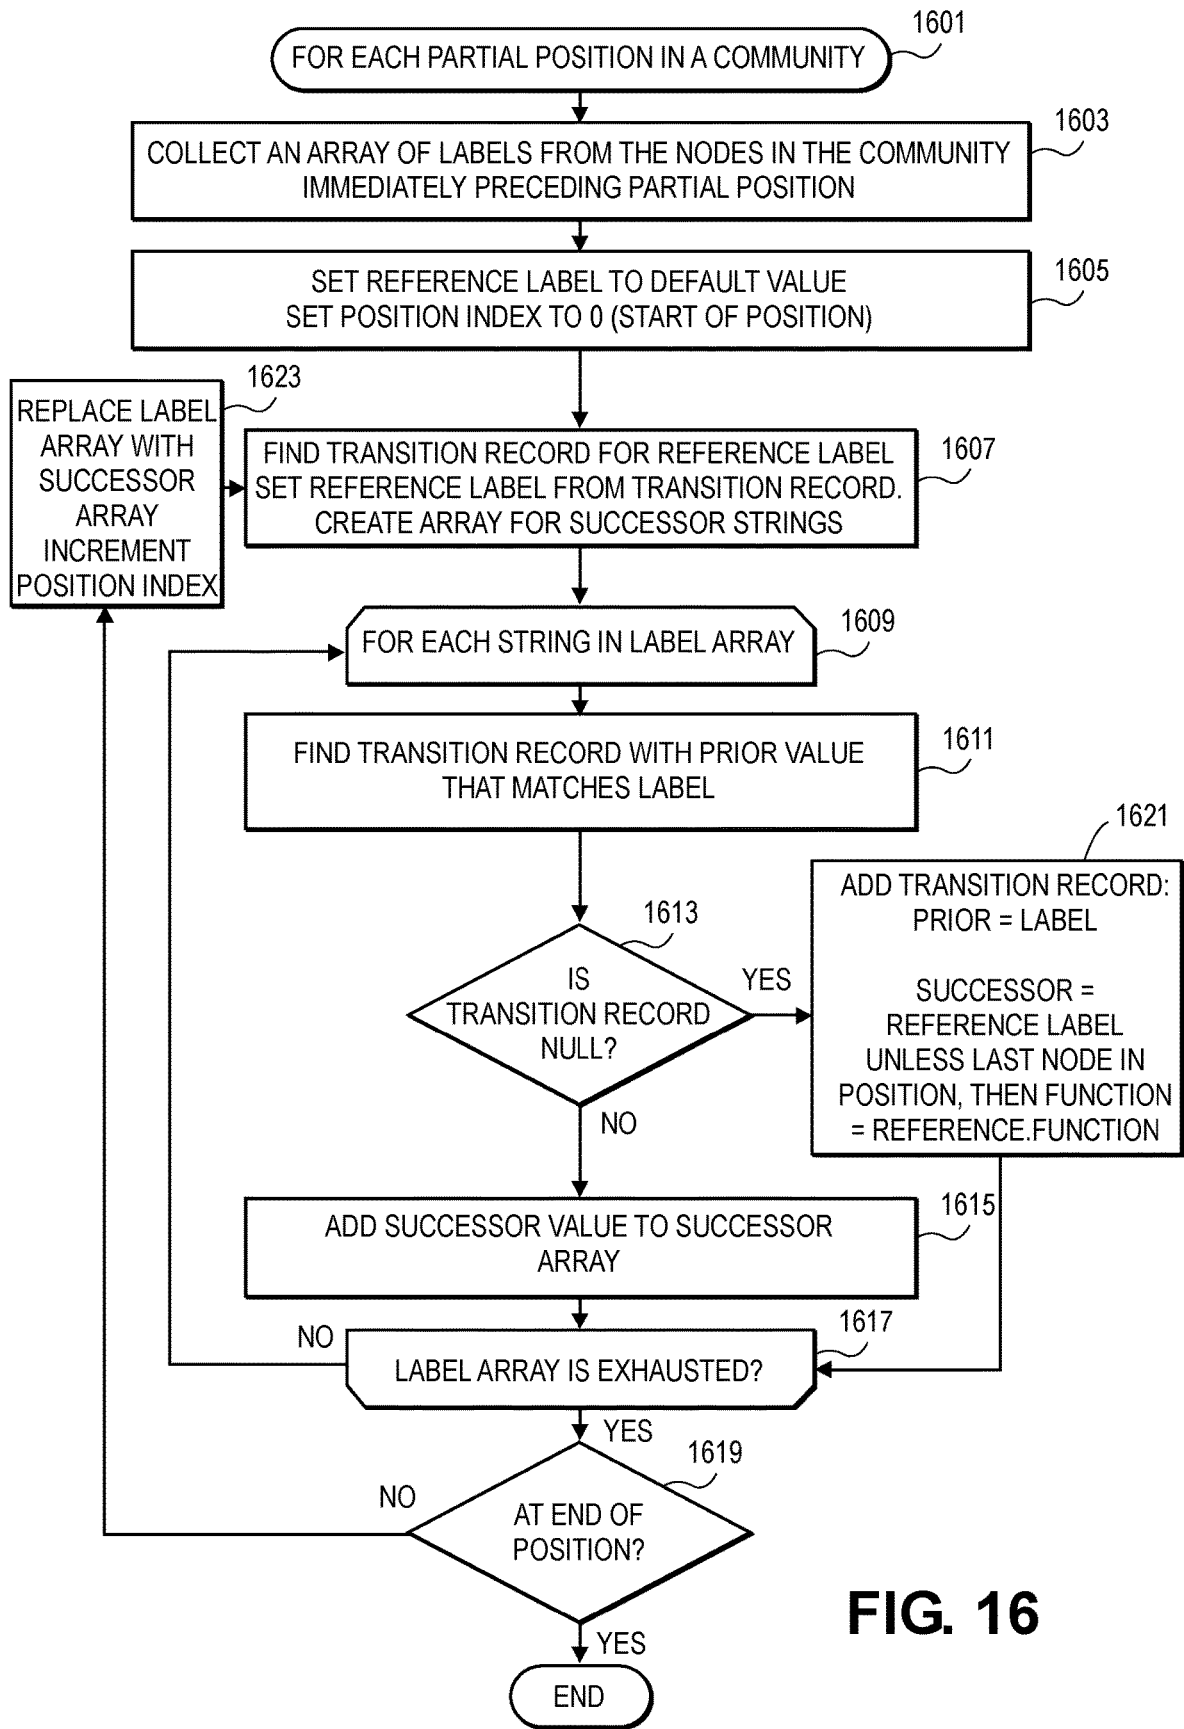 1601
FOR EACH PARTIAL POSITION IN A COMMUNITY
1603
COLLECT AN ARRAY OF LABELS FROM THE NODES IN THE COMMUNITY
IMMEDIATELY PRECEDING PARTIAL POSITION
1605
SET REFERENCE LABEL TO DEFAULT VALUE
SET POSITION INDEX TO 0 (START OF POSITION)
1623
REPLACE LABEL
ARRAY WITH
SUCCESSOR
ARRAY
INCREMENT
POSITION INDEX
1607
FIND TRANSITION RECORD FOR REFERENCE LABEL
SET REFERENCE LABEL FROM TRANSITION RECORD.
CREATE ARRAY FOR SUCCESSOR STRINGS
1609
FOR EACH STRING IN LABEL ARRAY
1611
FIND TRANSITION RECORD WITH PRIOR VALUE
THAT MATCHES LABEL
1621
ADD TRANSITION RECORD:
PRIOR = LABEL
SUCCESSOR =
REFERENCE LABEL
UNLESS LAST NODE IN
POSITION, THEN FUNCTION
= REFERENCE.FUNCTION
1613
IS
TRANSITION RECORD
NULL?
YES
NO
1615
ADD SUCCESSOR VALUE TO SUCCESSOR
ARRAY
1617
NO
LABEL ARRAY IS EXHAUSTED?
YES
1619
NO
AT END OF
POSITION?
YES
END
FIG. 16